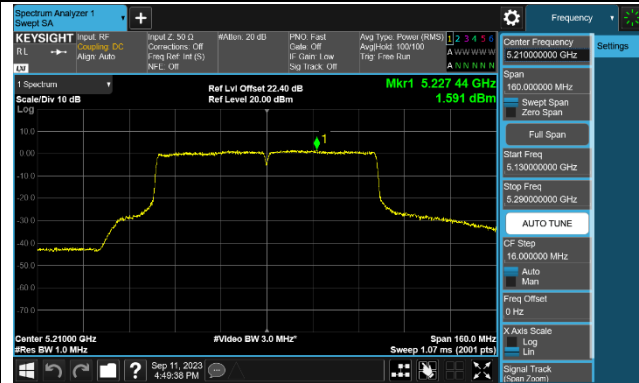 Spectrum Analyzer 1
Swept SA
Frequency
KEYSIGHT
RL
LXI
Input: RF
Coupling: DC
Align: Auto
Input Z: 50 Ω
Corrections: Off
Freq Ref: Int (S)
NFE: Off
#Atten: 20 dB
PNO: Fast
Gate: Off
IF Gain: Low
Sig Track: Off
Avg Type: Power (RMS)
Avg|Hold: 100/100
Trig: Free Run
1 2 3 4 5 6
A W W W W W
A N N N N N
1 Spectrum
Scale/Div 10 dB
Log
Ref Lvl Offset 22.40 dB
Ref Level 20.00 dBm
Mkr1 5.227 44 GHz
1.591 dBm
1
10.0
0.00
-10.0
-20.0
-30.0
-40.0
-50.0
-60.0
-70.0
Center 5.21000 GHz
#Res BW 1.0 MHz
#Video BW 3.0 MHz*
Span 160.0 MHz
Sweep 1.07 ms (2001 pts)
Sep 11, 2023
4:49:38 PM
Center Frequency
5.210000000 GHz
Span
160.000000 MHz
Swept Span
Zero Span
Full Span
Start Freq
5.130000000 GHz
Stop Freq
5.290000000 GHz
AUTO TUNE
CF Step
16.000000 MHz
Auto
Man
Freq Offset
0 Hz
X Axis Scale
Log
Lin
Signal Track
(Span Zoom)
Settings